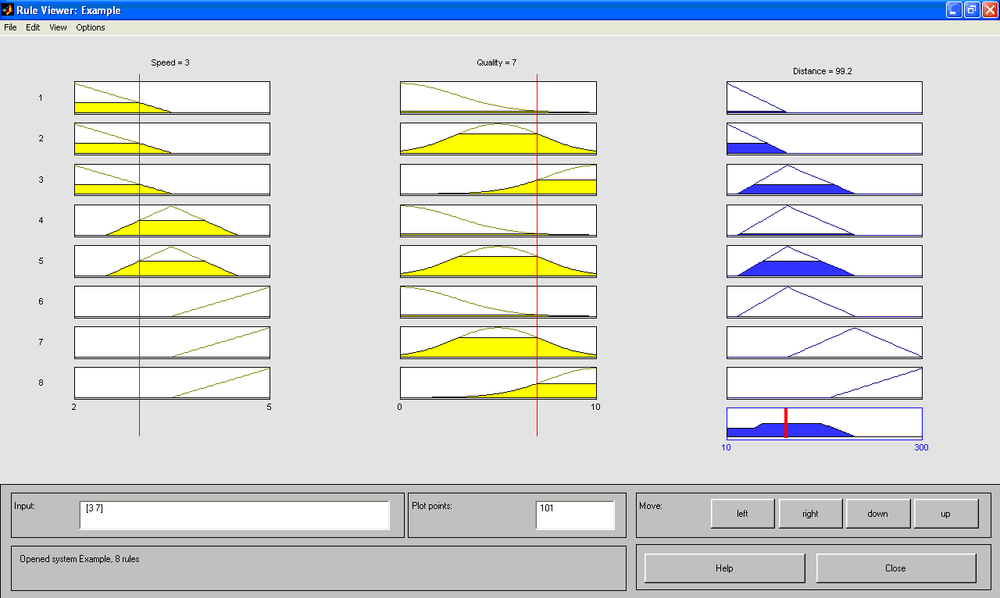 Rule Viewer: Example
File Edit View Options
Speed = 3
Quality = 7
Distance = 99.2
1
2
3
4
5
6
7
8
2 5
0 10
10 300
Input:
[3 7]
Plot points:
101
Move:
left
right
down
up
Opened system Example, 8 rules
Help
Close